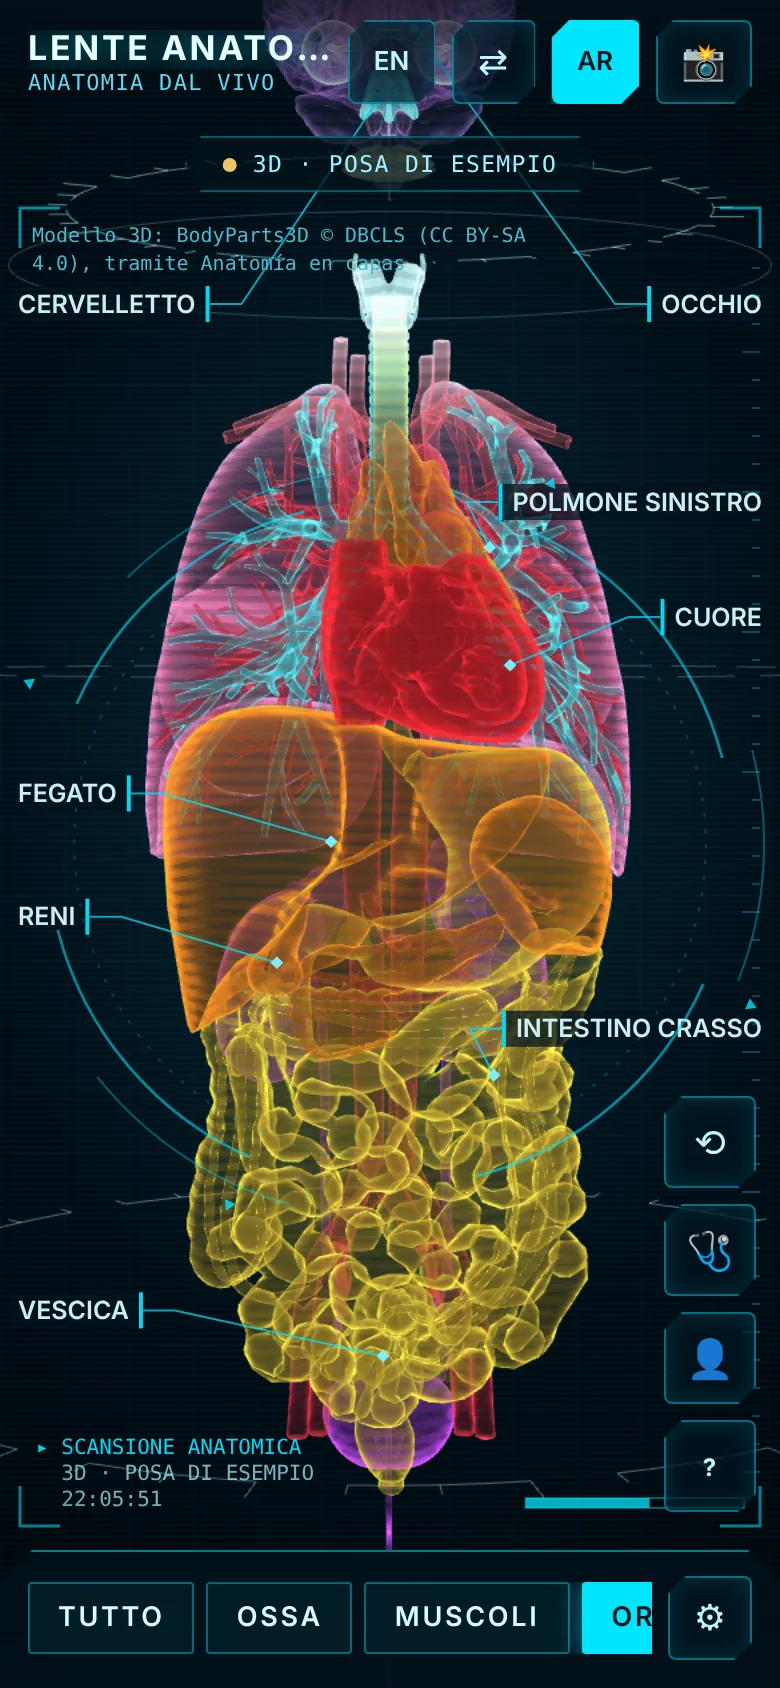 LENTE ANATO...
ANATOMIA DAL VIVO
EN
AR
3D · POSA DI ESEMPIO
Modello 3D: BodyParts3D © DBCLS (CC BY-SA
4.0), tramite Anatomía en capas
CERVELLETTO
OCCHIO
POLMONE SINISTRO
CUORE
FEGATO
RENI
INTESTINO CRASSO
VESCICA
SCANSIONE ANATOMICA
3D · POSA DI ESEMPIO
22:05:51
?
TUTTO
OSSA
MUSCOLI
OR